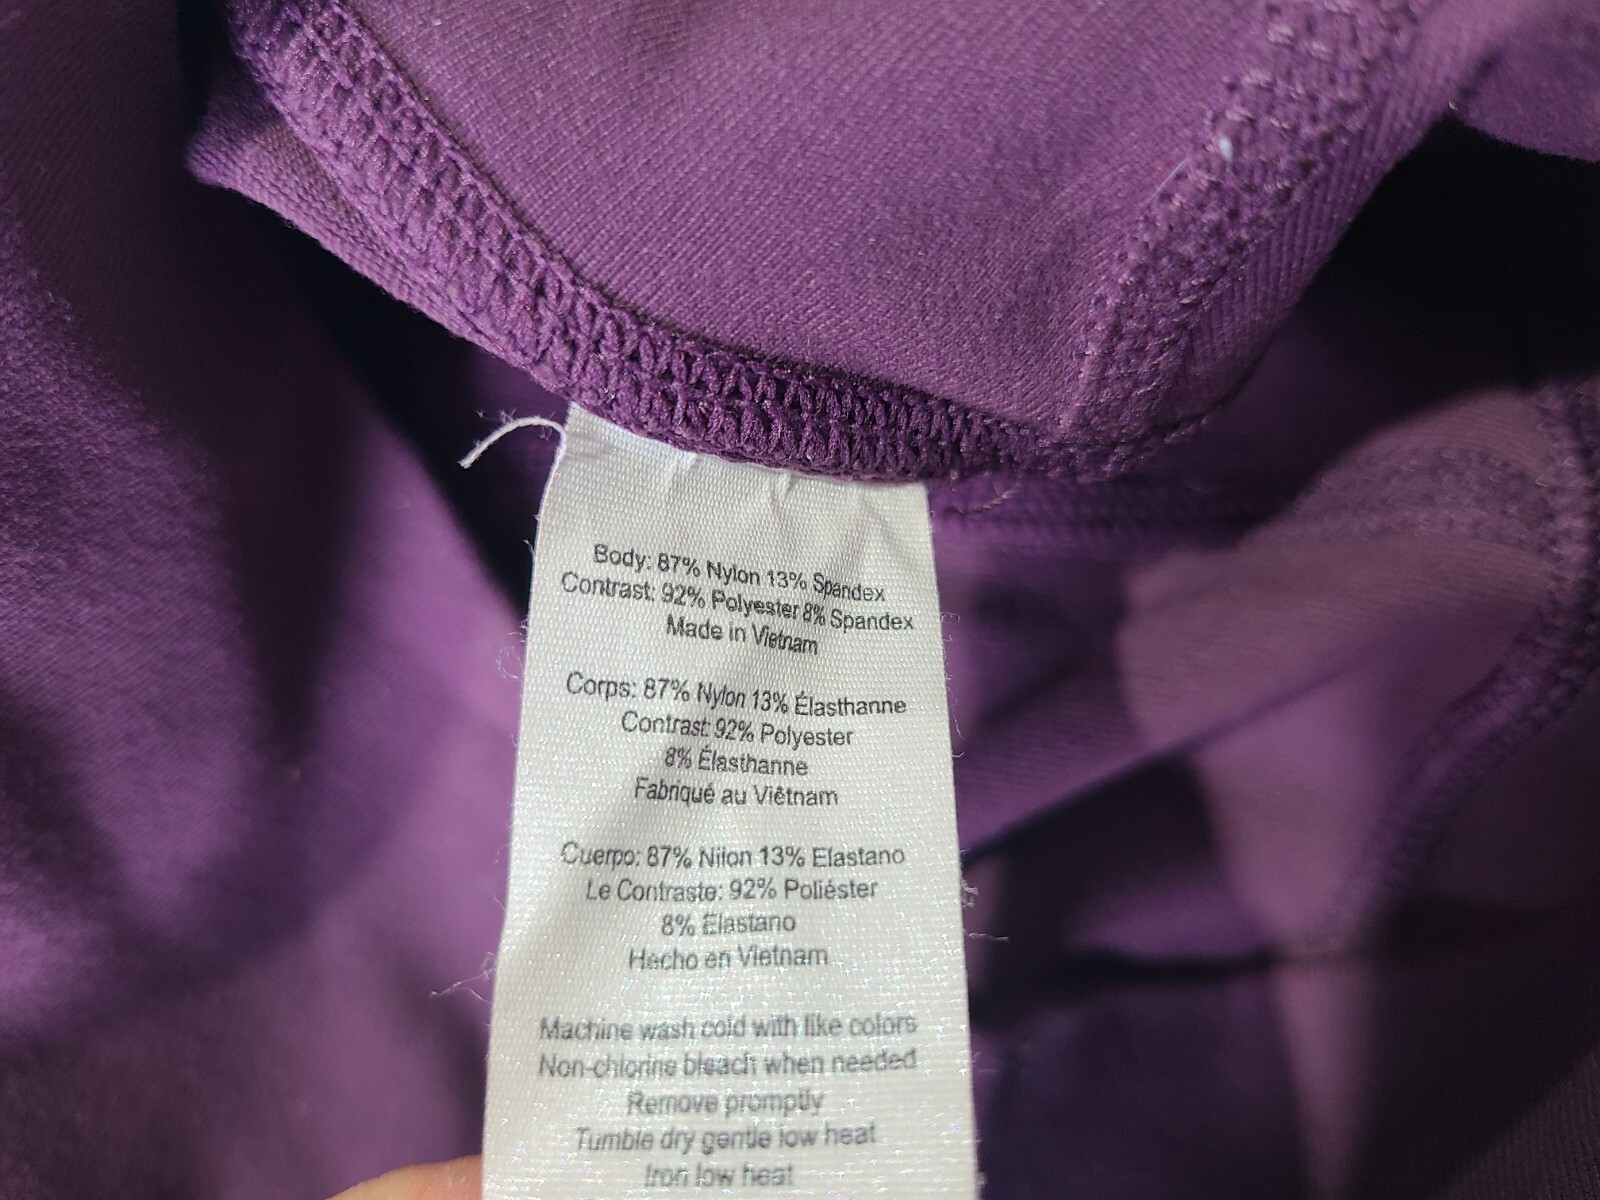 Body: 87% Nylon 13% Spandex
Contrast: 92% Polyester 8% Spandex
Made in Vietnam
Corps: 87% Nylon 13% Élasthanne
Contrast: 92% Polyester
8% Élasthanne
Fabriqué au Viêtnam
Cuerpo: 87% Nilon 13% Elastano
Le Contraste: 92% Poliéster
8% Elastano
Hecho en Vietnam
Machine wash cold with like colors
Non-chlorine bleach when needed
Remove promptly
Tumble dry gentle low heat
Iron low heat